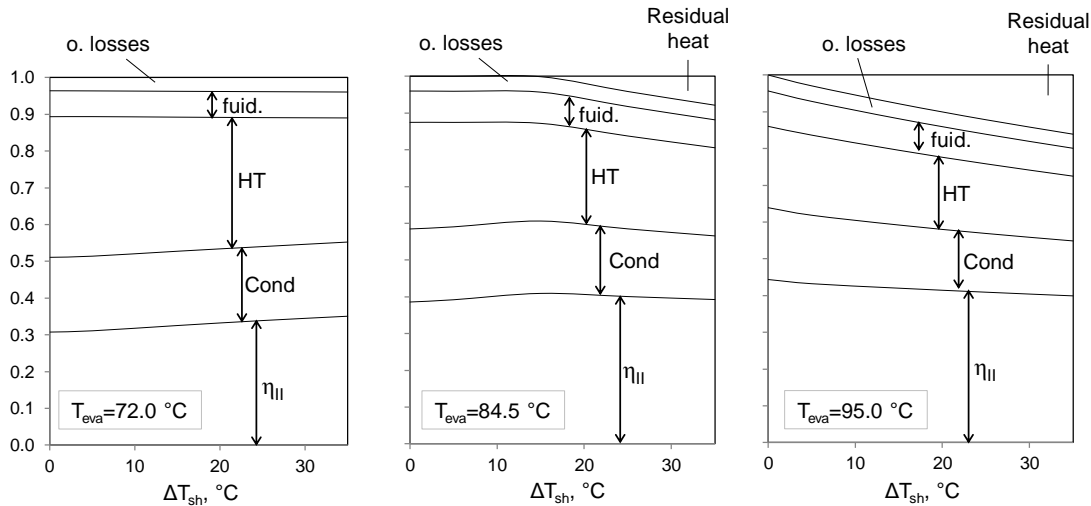 o. losses
1.0
0.9
0.8
0.7
0.6
0.5
0.4
0.3
0.2
0.1
0.0
fuid.
HT
Cond
ηII
Teva=72.0 °C
0
10
20
30
ΔTsh, °C
o. losses
Residual
heat
fuid.
HT
Cond
ηII
Teva=84.5 °C
0
10
20
30
ΔTsh, °C
o. losses
Residual
heat
fuid.
HT
Cond
ηII
Teva=95.0 °C
0
10
20
30
ΔTsh, °C